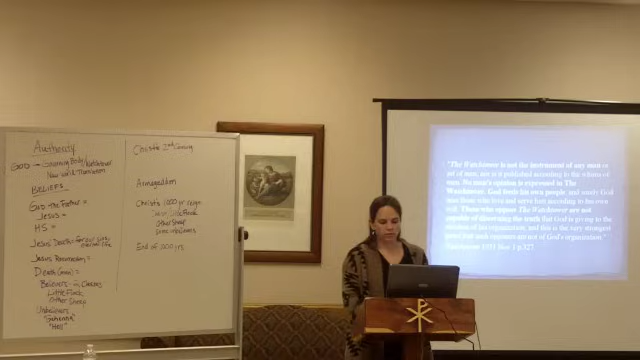 Authority
GOD → Governing Body/Watchtower
New World Translation
BELIEFS
God the Father =
Jesus =
HS =
Jesus' Death =
Jesus Resurrection =
Death (man) =
Believers - 2 Classes
Little Flock
Other Sheep
Unbelievers
"Hell"
Christ's 2nd Coming
Armageddon
Christ's 1000 yr reign
Other Sheep
End of 1000 yrs
"The Watchtower is not the instrument of any man or
set of men, nor is it published according to the whims of
men. No man's opinion is expressed in The
Watchtower. God feeds his own people, and surely God
uses those who love and serve him according to his own
will. Those who oppose The Watchtower are not
capable of discerning the truth that God is giving to the
children of his organization, and this is the very strongest
proof that such opposers are not of God's organization."
Watchtower 1931 Nov 1 p.327